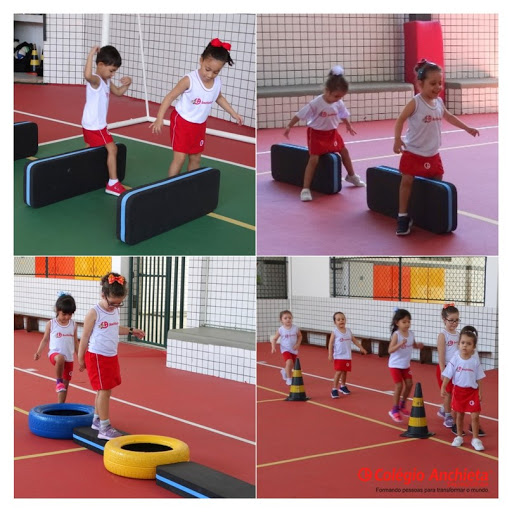 Colégio Anchieta
Formando pessoas para transformar o mundo.